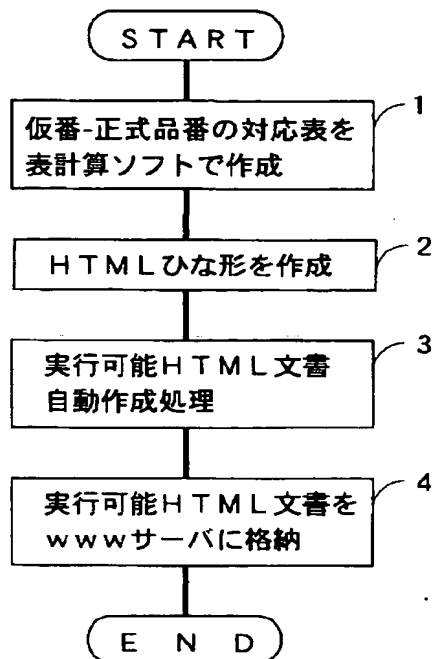 ＳＴＡＲＴ
1
仮番-正式品番の対応表を
表計算ソフトで作成
2
ＨＴＭＬひな形を作成
3
実行可能ＨＴＭＬ文書
自動作成処理
4
実行可能ＨＴＭＬ文書を
ｗｗｗサーバに格納
ＥＮＤ